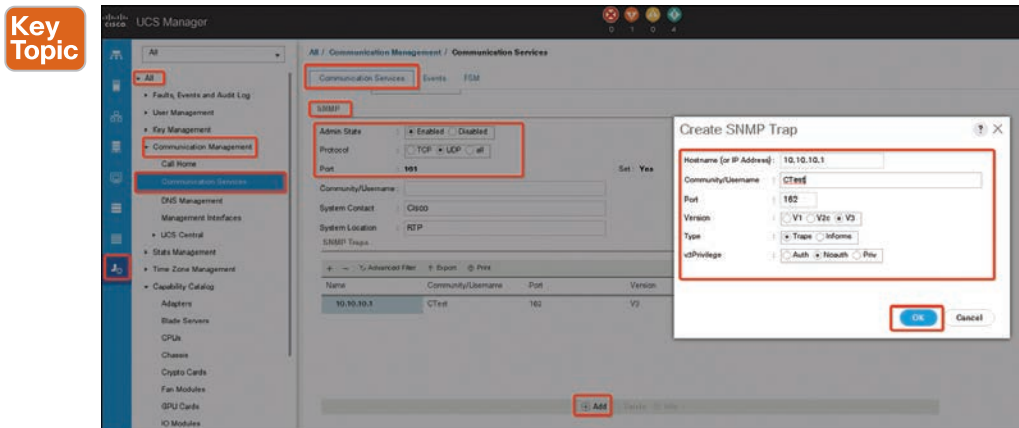 Key
Topic
cisco UCS Manager
0 1 0 4
All
All
Faults, Events and Audit Log
User Management
Key Management
Communication Management
Call Home
Communication Services
DNS Management
Management Interfaces
UCS Central
Stats Management
Time Zone Management
Capability Catalog
Adapters
Blade Servers
CPUs
Chassis
Crypto Cards
Fan Modules
GPU Cards
IO Modules
All / Communication Management / Communication Services
Communication Services Events FSM
SNMP
Admin State : Enabled Disabled
Protocol : TCP UDP all
Port : 161 Set : Yes
Community/Username :
System Contact : Cisco
System Location : RTP
SNMP Traps
+ − Advanced Filter Export Print
Name Community/Username Port Version
10.10.10.1 CTest 162 V3
Add Delete Info
Create SNMP Trap ? ×
Hostname (or IP Address) : 10.10.10.1
Community/Username : CTest
Port : 162
Version : V1 V2c V3
Type : Traps Informs
v3Privilege : Auth Noauth Priv
OK Cancel